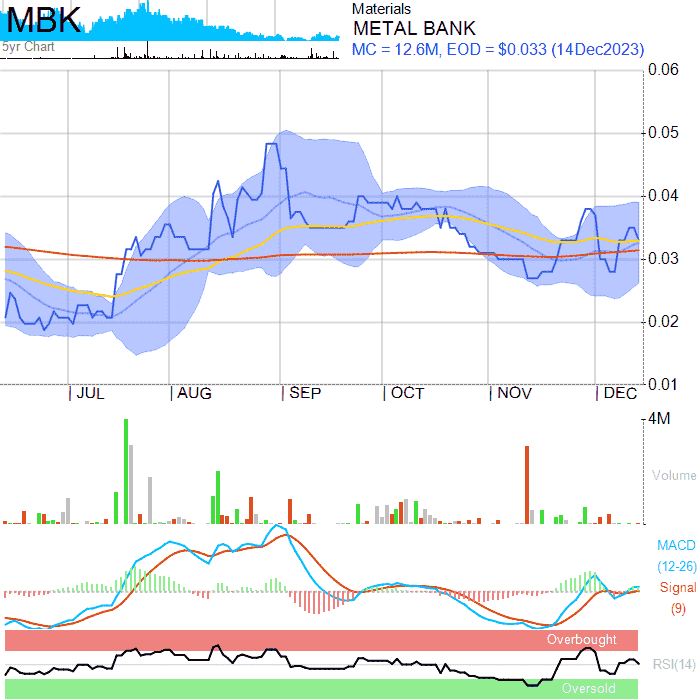 MBK
5yr Chart
Materials
METAL BANK
MC = 12.6M, EOD = $0.033 (14Dec2023)
0.06
0.05
0.04
0.03
0.02
0.01
JUL AUG SEP OCT NOV DEC
4M
Volume
MACD
(12-26)
Signal
(9)
Overbought
RSI(14)
Oversold